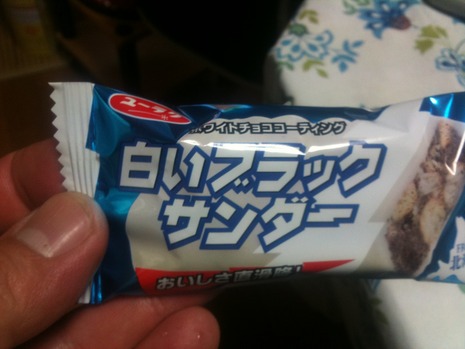 ユーラク
ホワイトチョココーティング
白いブラック
サンダー
おいしさ直滑降!